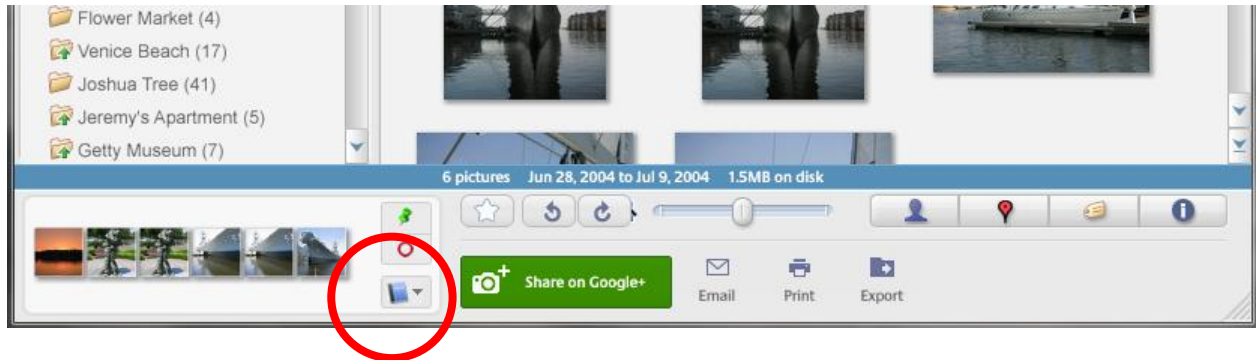 Flower Market (4)
Venice Beach (17)
Joshua Tree (41)
Jeremy's Apartment (5)
Getty Museum (7)
6 pictures Jun 28, 2004 to Jul 9, 2004 1.5MB on disk
Share on Google+
Email
Print
Export